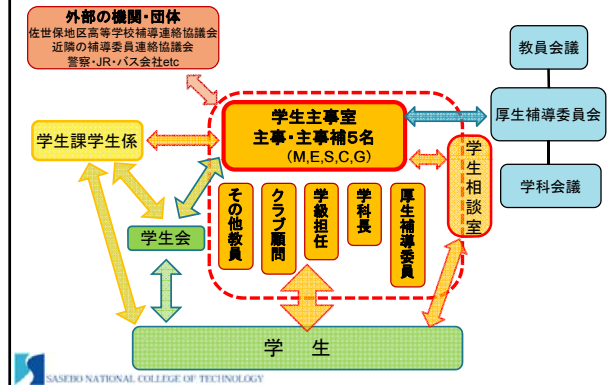 外部の機関・団体
佐世保地区高等学校補導連絡協議会
近隣の補導委員連絡協議会
警察・JR・バス会社etc
教員会議
学生主事室
主事・主事補5名
(M,E,S,C,G)
厚生補導委員会
学生課学生係
学生相談室
学科会議
その他教員
クラブ顧問
学級担任
学科長
厚生補導委員
学生会
学 生
SASEBO NATIONAL COLLEGE OF TECHNOLOGY